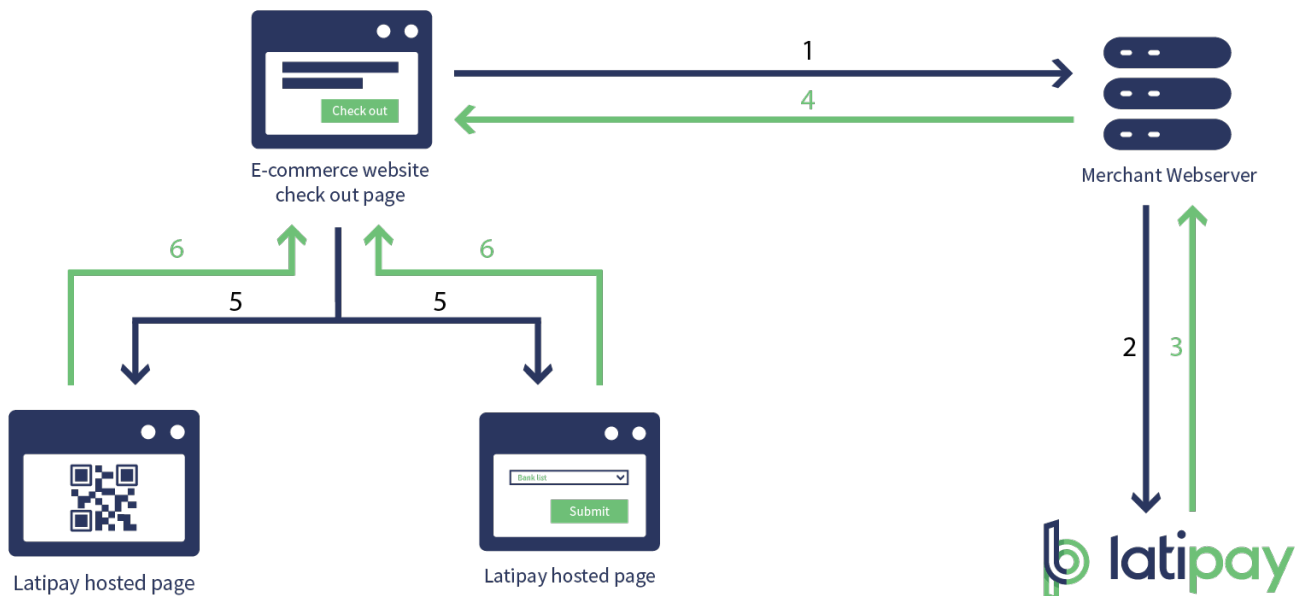 Check out
1
4
E-commerce website
check out page
Merchant Webserver
6
6
5
5
2
3
Bank list
Submit
Latipay hosted page
Latipay hosted page
latipay